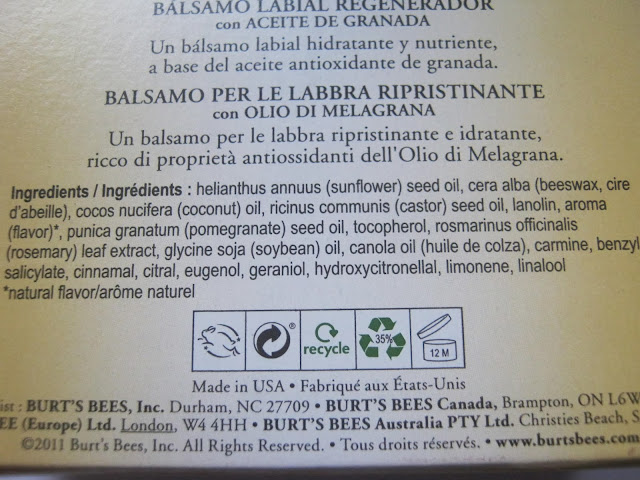 BÁLSAMO LABIAL REGENERADOR
con ACEITE DE GRANADA
Un bálsamo labial hidratante y nutriente,
a base del aceite antioxidante de granada.
BALSAMO PER LE LABBRA RIPRISTINANTE
con OLIO DI MELAGRANA
Un balsamo per le labbra ripristinante e idratante,
ricco di proprietà antiossidanti dell'Olio di Melagrana.
Ingredients / Ingrédients : helianthus annuus (sunflower) seed oil, cera alba (beeswax, cire
d'abeille), cocos nucifera (coconut) oil, ricinus communis (castor) seed oil, lanolin, aroma
(flavor)*, punica granatum (pomegranate) seed oil, tocopherol, rosmarinus officinalis
(rosemary) leaf extract, glycine soja (soybean) oil, canola oil (huile de colza), carmine, benzyl
salicylate, cinnamal, citral, eugenol, geraniol, hydroxycitronellal, limonene, linalool
*natural flavor/arôme naturel
® recycle 35% 12 M
Made in USA • Fabriqué aux États-Unis
ist : BURT'S BEES, Inc. Durham, NC 27709 • BURT'S BEES Canada, Brampton, ON L6W
EE (Europe) Ltd. London, W4 4HH • BURT'S BEES Australia PTY Ltd. Christies Beach, S
©2011 Burt's Bees, Inc. All Rights Reserved. • Tous droits réservés. • www.burtsbees.com